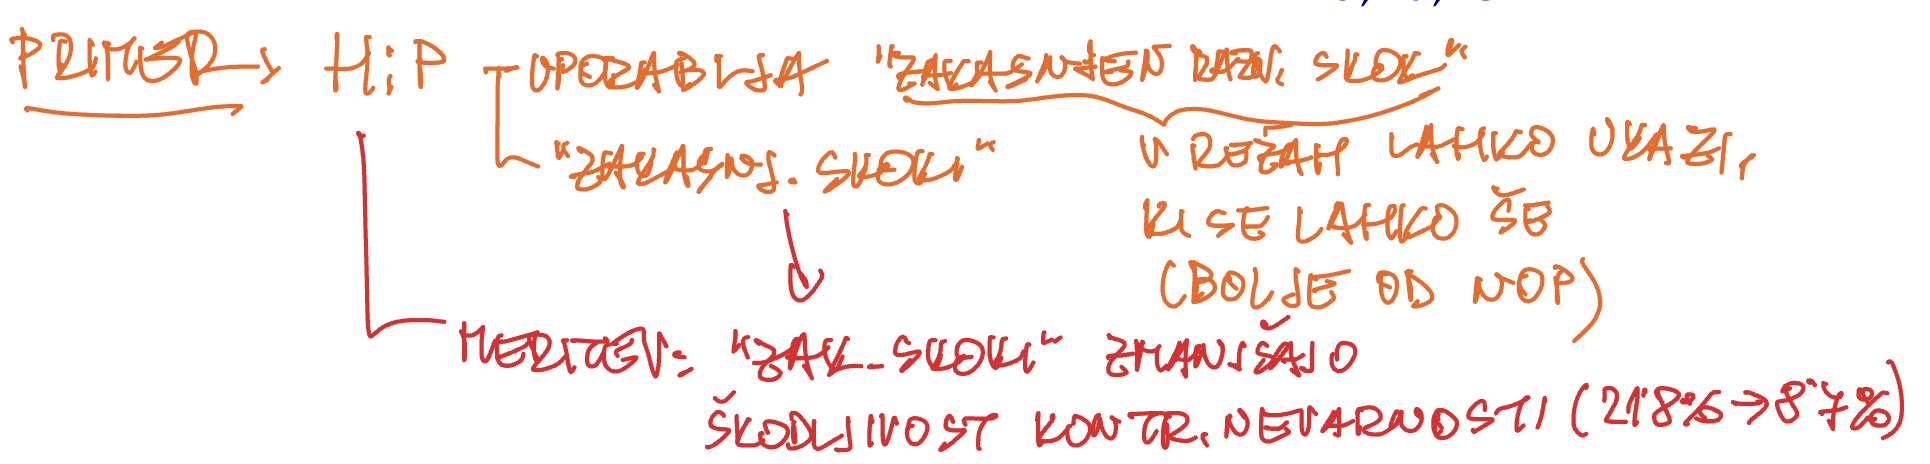 PRIMER → HiP - UPORABLJA "ZAKASNJEN RAZV. SKOK"
"ZAKASNJ. SKOKI"
V REŽAH LAHKO UKAZI,
KI SE LAHKO ŠE
(BOLJE OD NOP)
MERITEV: "ZAK. SKOKI" ZMANJŠAJO
ŠKODLJIVOST KONTR. NEVARNOSTI (21'8% → 8'7%)